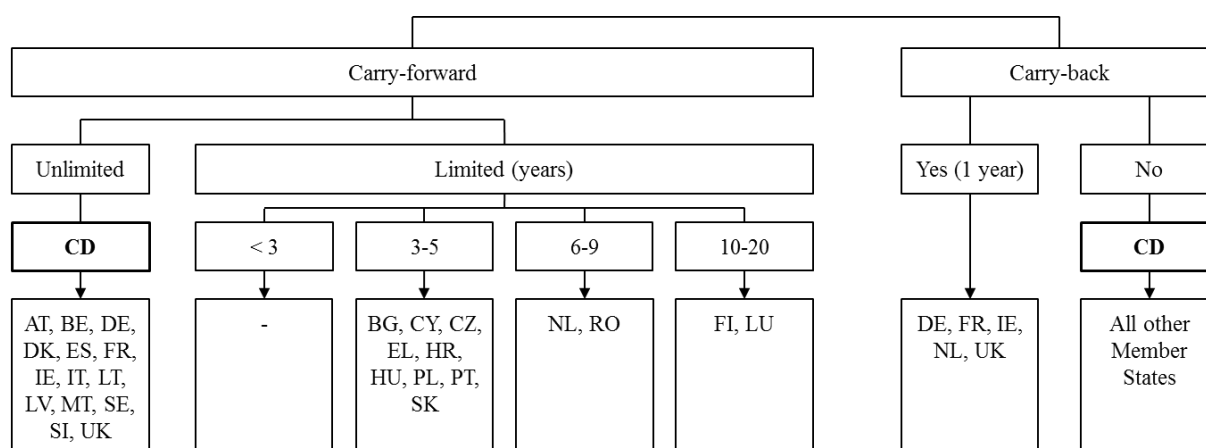 Carry-forward
Carry-back
Unlimited
Limited (years)
Yes (1 year)
No
CD
< 3
3-5
6-9
10-20
CD
AT, BE, DE,
DK, ES, FR,
IE, IT, LT,
LV, MT, SE,
SI, UK
-
BG, CY, CZ,
EL, HR,
HU, PL, PT,
SK
NL, RO
FI, LU
DE, FR, IE,
NL, UK
All other
Member
States